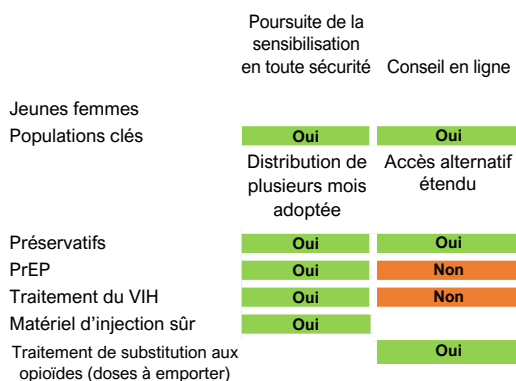 Poursuite de la
sensibilisation
en toute sécurité Conseil en ligne
Jeunes femmes
Populations clés Oui Oui
Distribution de Accès alternatif
plusieurs mois étendu
adoptée
Préservatifs Oui Oui
PrEP Oui Non
Traitement du VIH Oui Non
Matériel d'injection sûr Oui
Traitement de substitution aux Oui
opioïdes (doses à emporter)